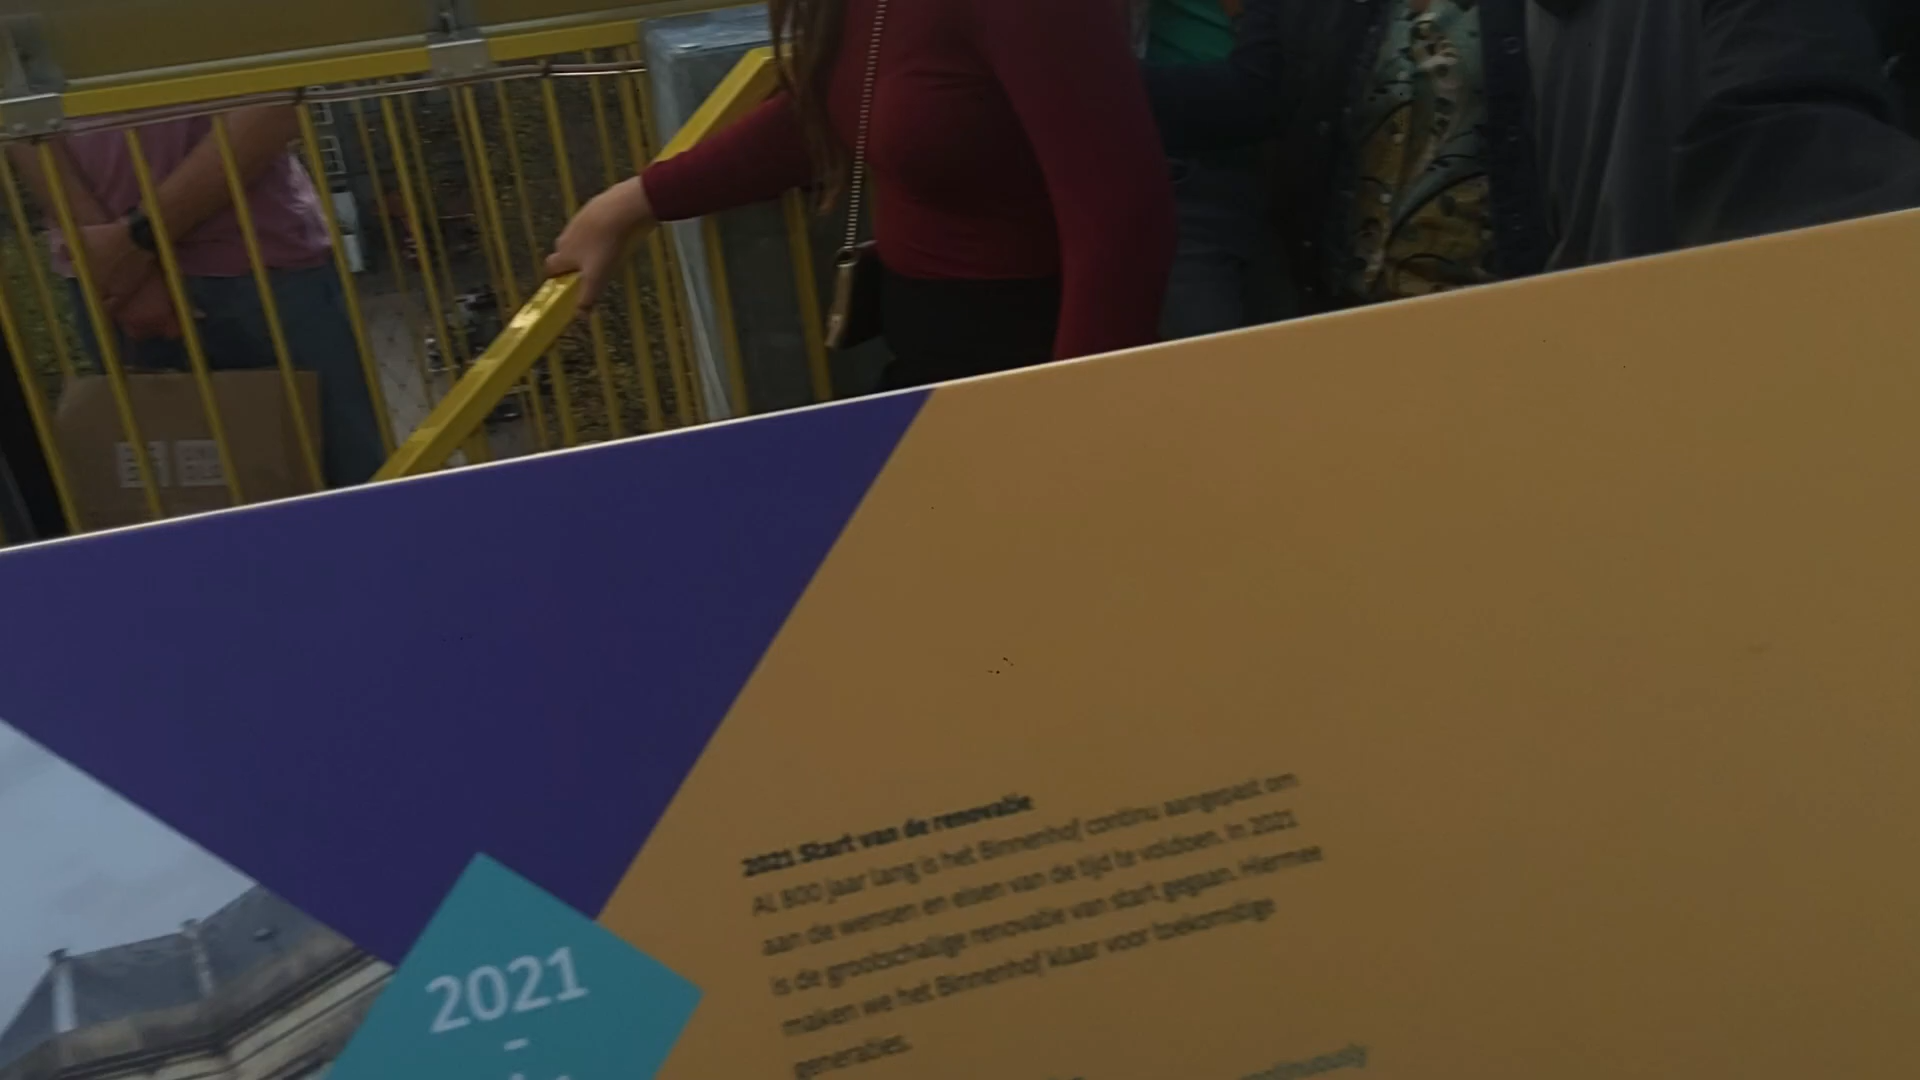 2021 Start van de renovatie
Al 800 jaar lang is het Binnenhof continu aangepast om
aan de wensen en eisen van de tijd te voldoen. In 2021
is de grootschalige renovatie van start gegaan. Hiermee
maken we het Binnenhof klaar voor toekomstige
generaties.
continuously
2021
-